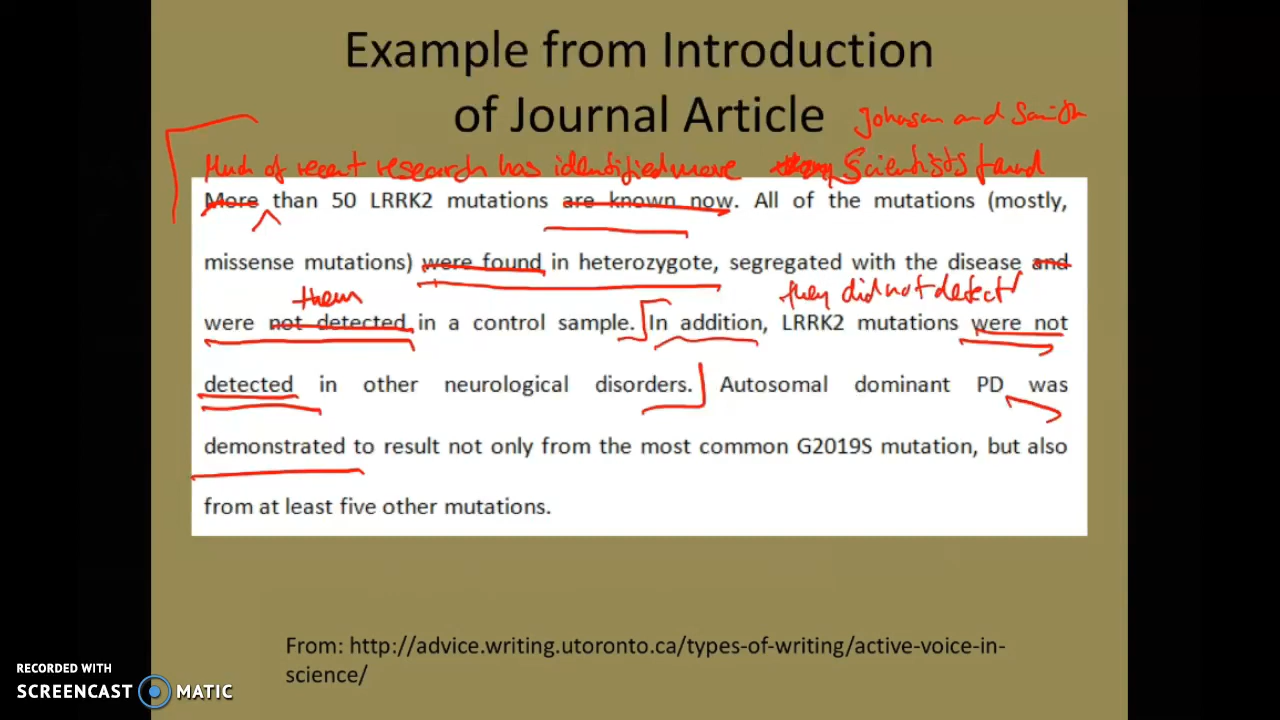 Example from Introduction
of Journal Article
Johnson and Smith
Much of recent research has identified more Scientists found
More than 50 LRRK2 mutations are known now. All of the mutations (mostly,
missense mutations) were found in heterozygote, segregated with the disease and
them they did not detect
were not detected in a control sample. In addition, LRRK2 mutations were not
detected in other neurological disorders. Autosomal dominant PD was
demonstrated to result not only from the most common G2019S mutation, but also
from at least five other mutations.
From: http://advice.writing.utoronto.ca/types-of-writing/active-voice-in-
science/
RECORDED WITH
SCREENCAST MATIC